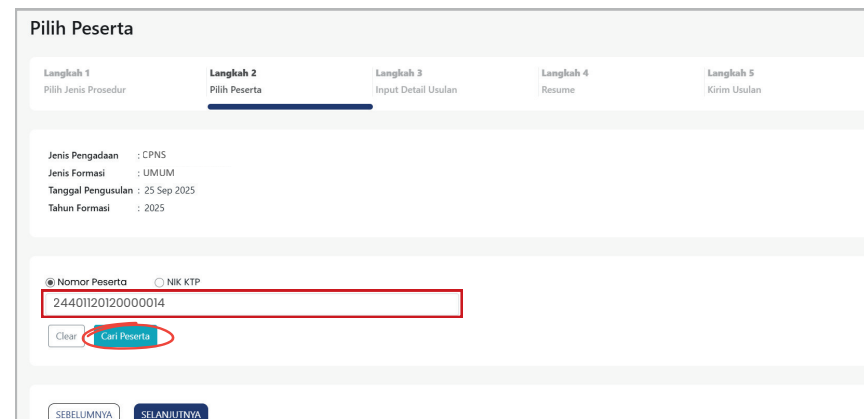 Pilih Peserta
Langkah 1 Langkah 2 Langkah 3 Langkah 4 Langkah 5
Pilih Jenis Prosedur Pilih Peserta Input Detail Usulan Resume Kirim Usulan
Jenis Pengadaan : CPNS
Jenis Formasi : UMUM
Tanggal Pengusulan : 25 Sep 2025
Tahun Formasi : 2025
Nomor Peserta NIK KTP
24401120120000014
Clear Cari Peserta
SEBELUMNYA SELANJUTNYA